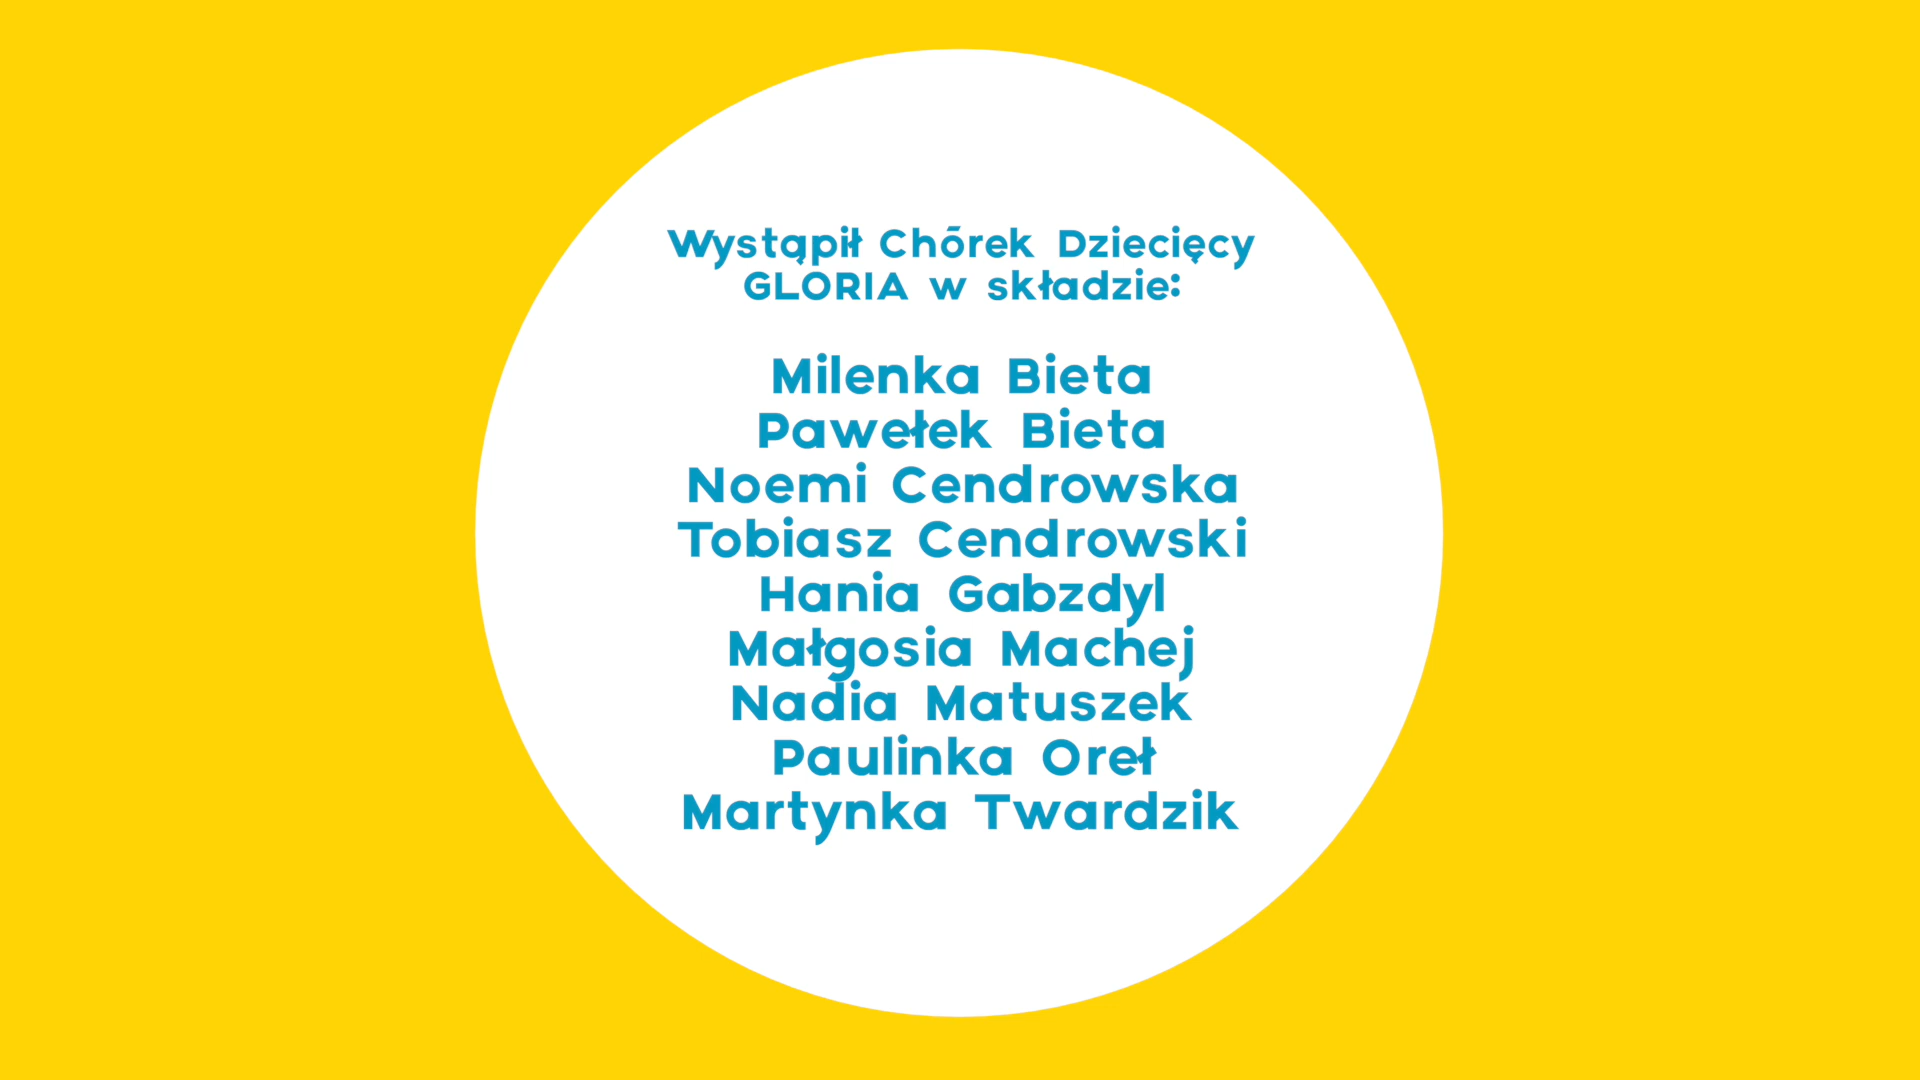 Wystąpił Chórek Dziecięcy
GLORIA w składzie:
Milenka Bieta
Pawełek Bieta
Noemi Cendrowska
Tobiasz Cendrowski
Hania Gabzdyl
Małgosia Machej
Nadia Matuszek
Paulinka Oreł
Martynka Twardzik